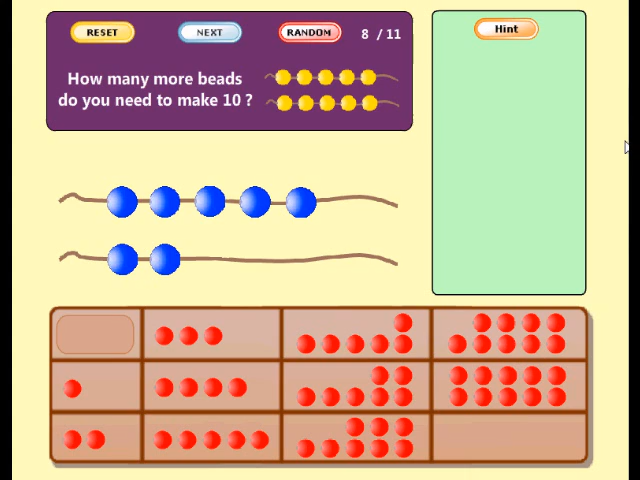 RESET NEXT RANDOM 8 / 11
How many more beads
do you need to make 10 ?
Hint